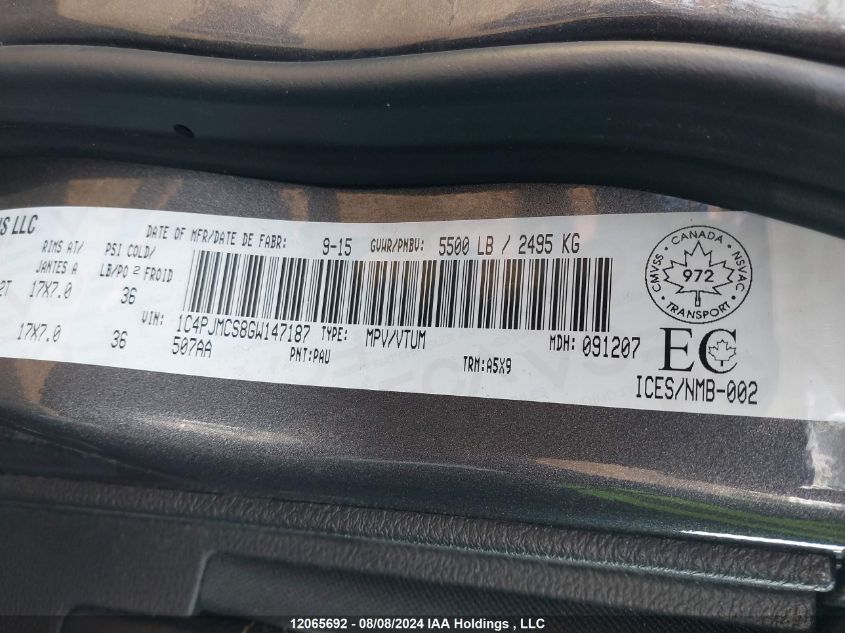 LLC
DATE OF MFR/DATE DE FABR: 9-15 GVWR/PNBV: 5500 LB / 2495 KG
RIMS AT/ PSI COLD/
JANTES A LB/PO 2 FROID
17X7.0 36
17X7.0 36
VIN: 1C4PJMCS8GW147187 TYPE: MPV/VTUM MDH: 091207
507AA PNT:PAU TRM:A5X9
CANADA
CMVSS 972 NSVAC
TRANSPORT
EC
ICES/NMB-002
12065692 - 08/08/2024 IAA Holdings , LLC